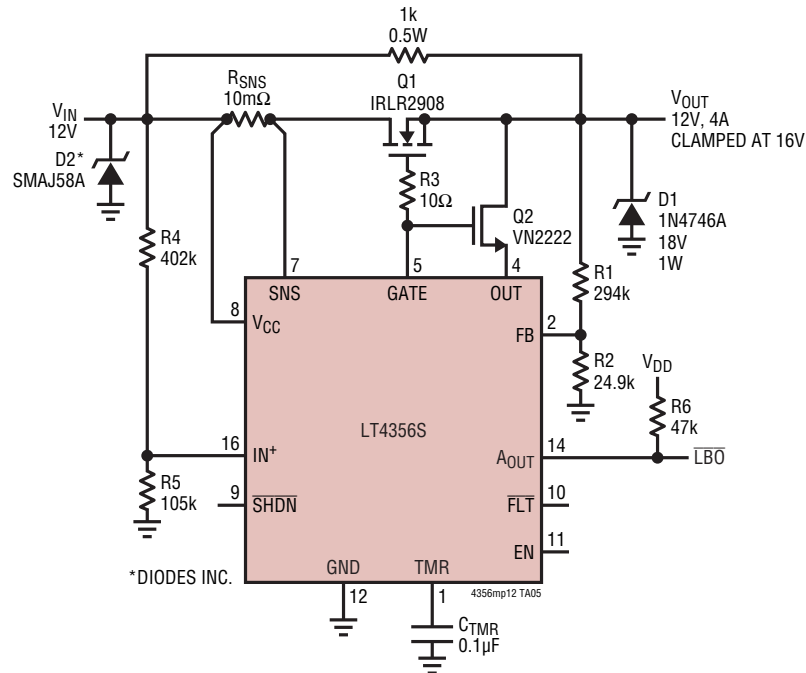 1k
0.5W
RSNS
10mΩ
Q1
IRLR2908
VIN
12V
VOUT
12V, 4A
CLAMPED AT 16V
D2*
SMAJ58A
R3
10Ω
Q2
VN2222
D1
1N4746A
18V
1W
R4
402k
R1
294k
7
5
4
SNS
GATE
OUT
8
VCC
2
FB
R2
24.9k
VDD
R6
47k
LT4356S
16
IN+
14
AOUT
LBO
R5
105k
9
SHDN
10
FLT
11
EN
*DIODES INC.
GND
TMR
12
1
4356mp12 TA05
CTMR
0.1µF